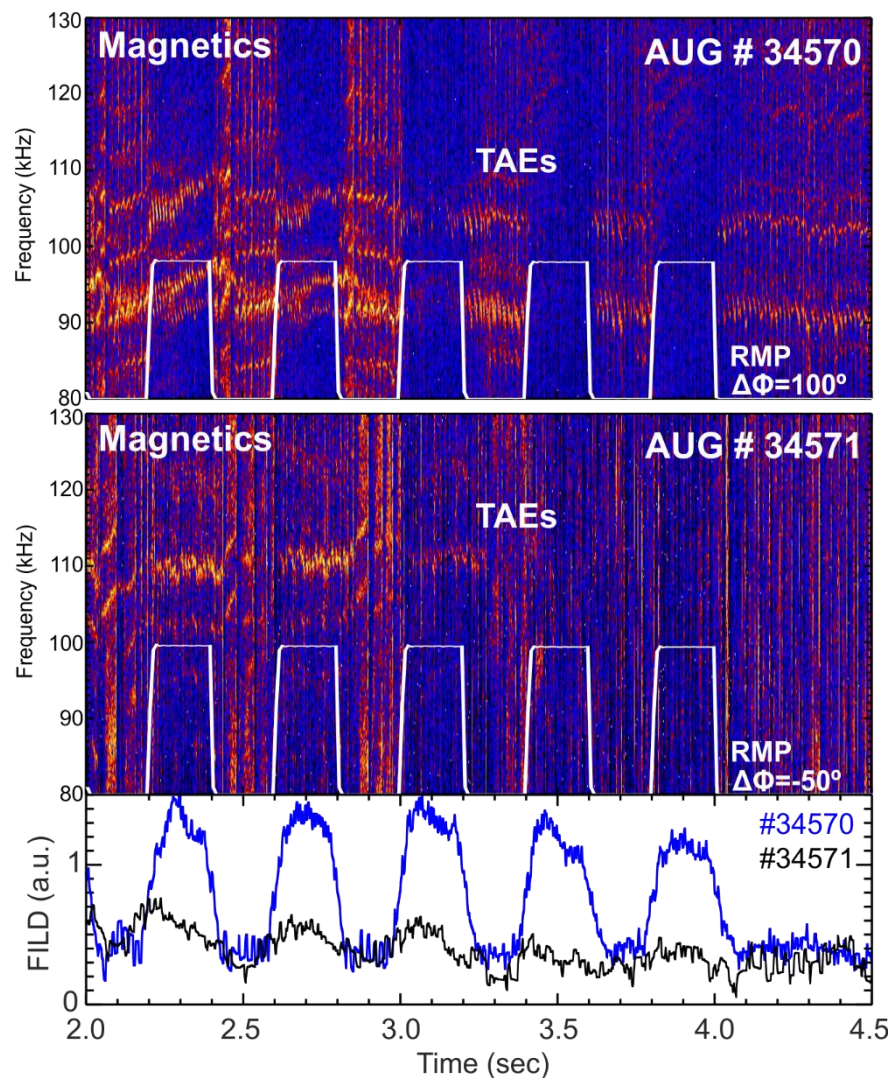 Magnetics
AUG # 34570
TAEs
RMP
ΔΦ=100º
Frequency (kHz)
130
120
110
100
90
80
Magnetics
AUG # 34571
TAEs
RMP
ΔΦ=-50º
Frequency (kHz)
130
120
110
100
90
80
#34570
#34571
FILD (a.u.)
1
0
2.0
2.5
3.0
3.5
4.0
4.5
Time (sec)